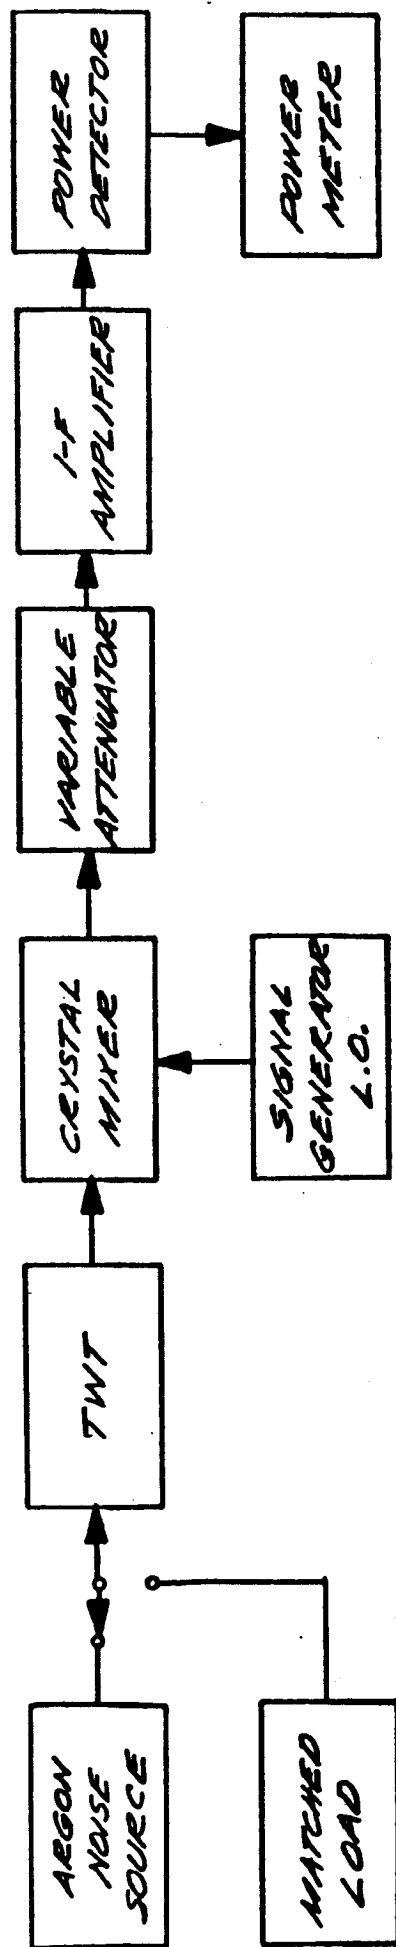 ARGON
NOISE
SOURCE
MATCHED
LOAD
TWT
CRYSTAL
MIXER
SIGNAL
GENERATOR
L.O.
VARIABLE
ATTENUATOR
I-F
AMPLIFIER
POWER
DETECTOR
POWER
METER